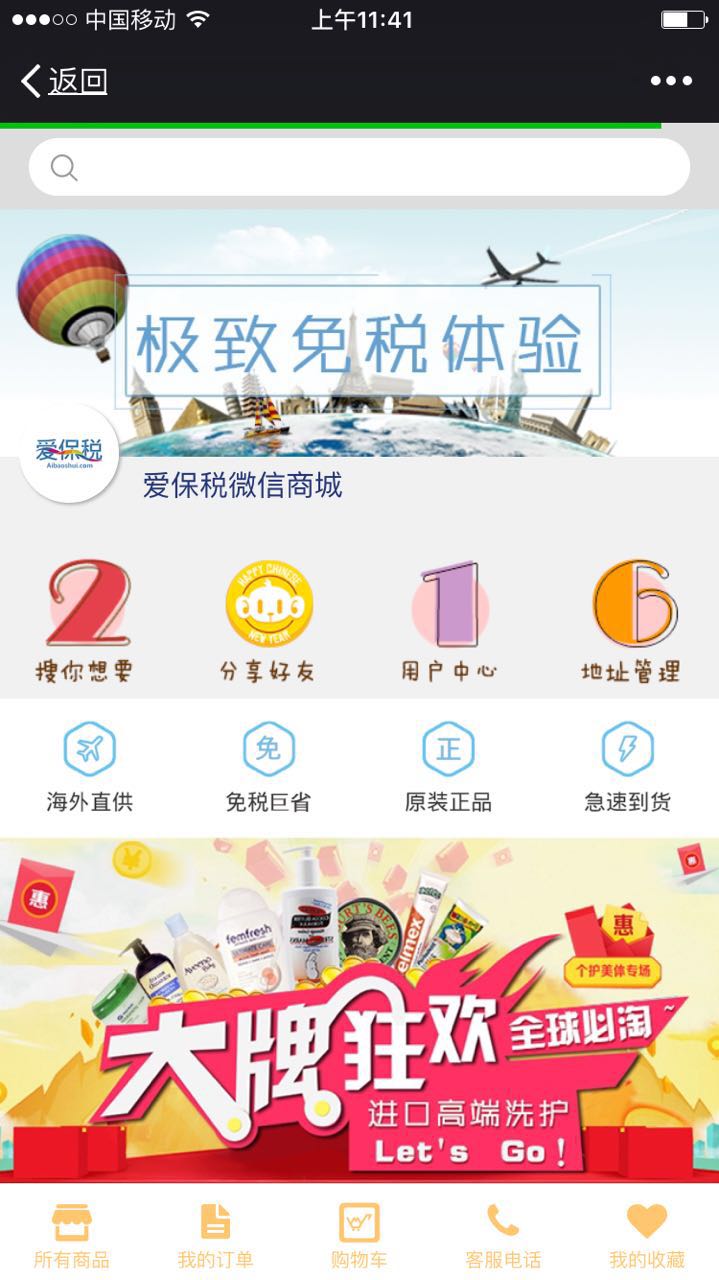 中国移动
上午11:41
返回
极致免税体验
爱保税
Aibaoshui.com
爱保税微信商城
2
HAPPY CHINESE
NEW YEAR
1
6
搜你想要
分享好友
用户中心
地址管理
免
正
海外直供
免税巨省
原装正品
急速到货
惠
惠
惠
femfresh
ULTIMATE CARE
Aveeno
Baby
elmex
个护美体专场
大牌狂欢
全球必淘~
进口高端洗护
Let's Go!
所有商品
我的订单
购物车
客服电话
我的收藏